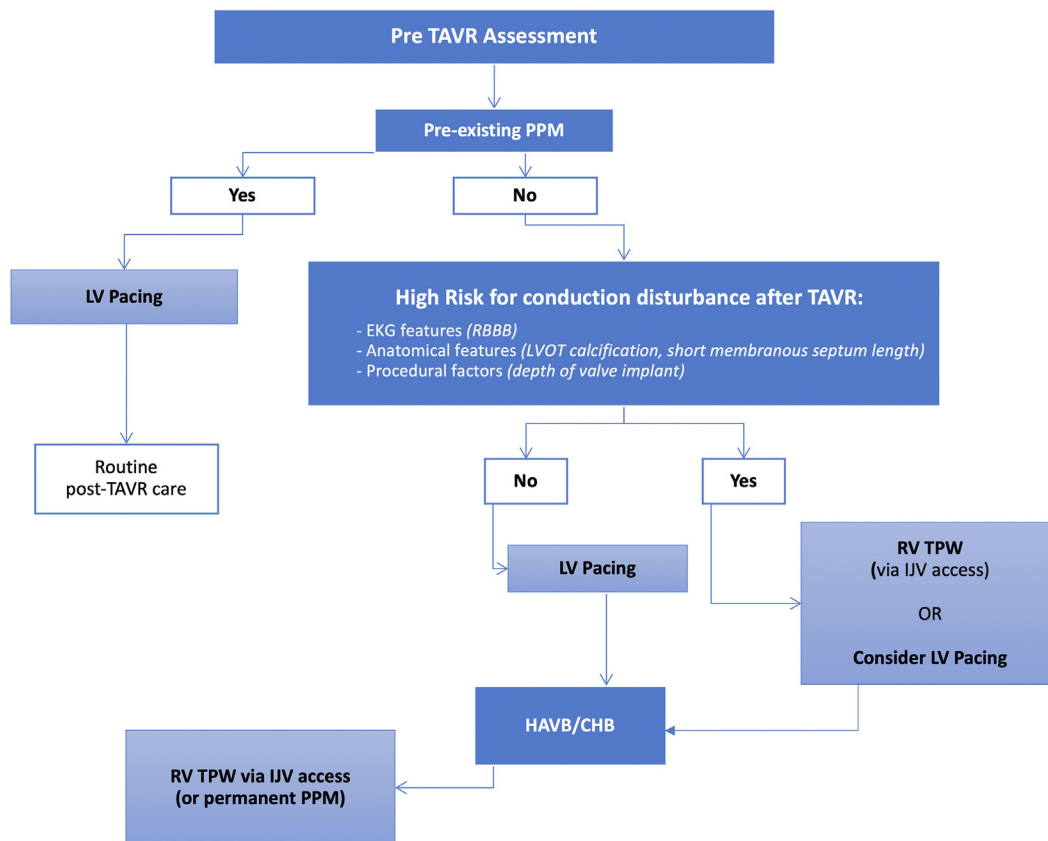 Pre TAVR Assessment
Pre-existing PPM
Yes
No
LV Pacing
High Risk for conduction disturbance after TAVR:
- EKG features (RBBB)
- Anatomical features (LVOT calcification, short membranous septum length)
- Procedural factors (depth of valve implant)
Routine
post-TAVR care
No
Yes
LV Pacing
RV TPW
(via IJV access)
OR
Consider LV Pacing
HAVB/CHB
RV TPW via IJV access
(or permanent PPM)